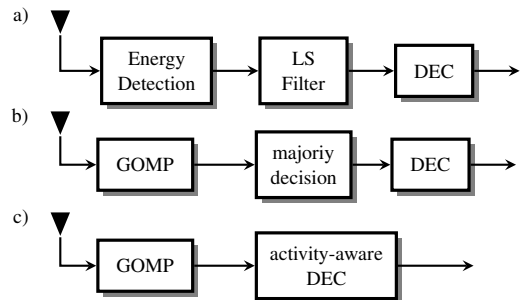 a)
Energy
Detection
LS
Filter
DEC
b)
GOMP
majoriy
decision
DEC
c)
GOMP
activity-aware
DEC